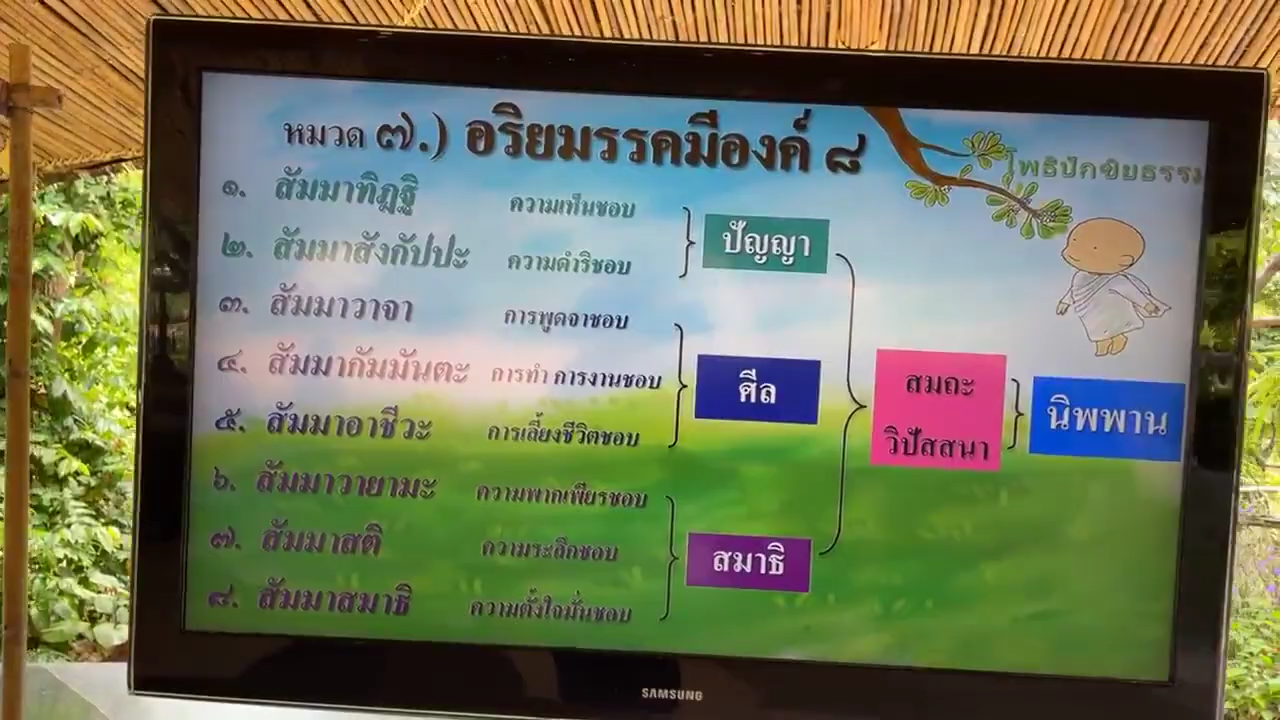 หมวด ๗.) อริยมรรคมีองค์ ๘
โพธิปักขิยธรรม
๑. สัมมาทิฏฐิ ความเห็นชอบ
๒. สัมมาสังกัปปะ ความดำริชอบ
ปัญญา
๓. สัมมาวาจา การพูดจาชอบ
๔. สัมมากัมมันตะ การทำ การงานชอบ
๕. สัมมาอาชีวะ การเลี้ยงชีวิตชอบ
ศีล
๖. สัมมาวายามะ ความพากเพียรชอบ
๗. สัมมาสติ ความระลึกชอบ
๘. สัมมาสมาธิ ความตั้งใจมั่นชอบ
สมาธิ
สมถะ
วิปัสสนา
นิพพาน
SAMSUNG